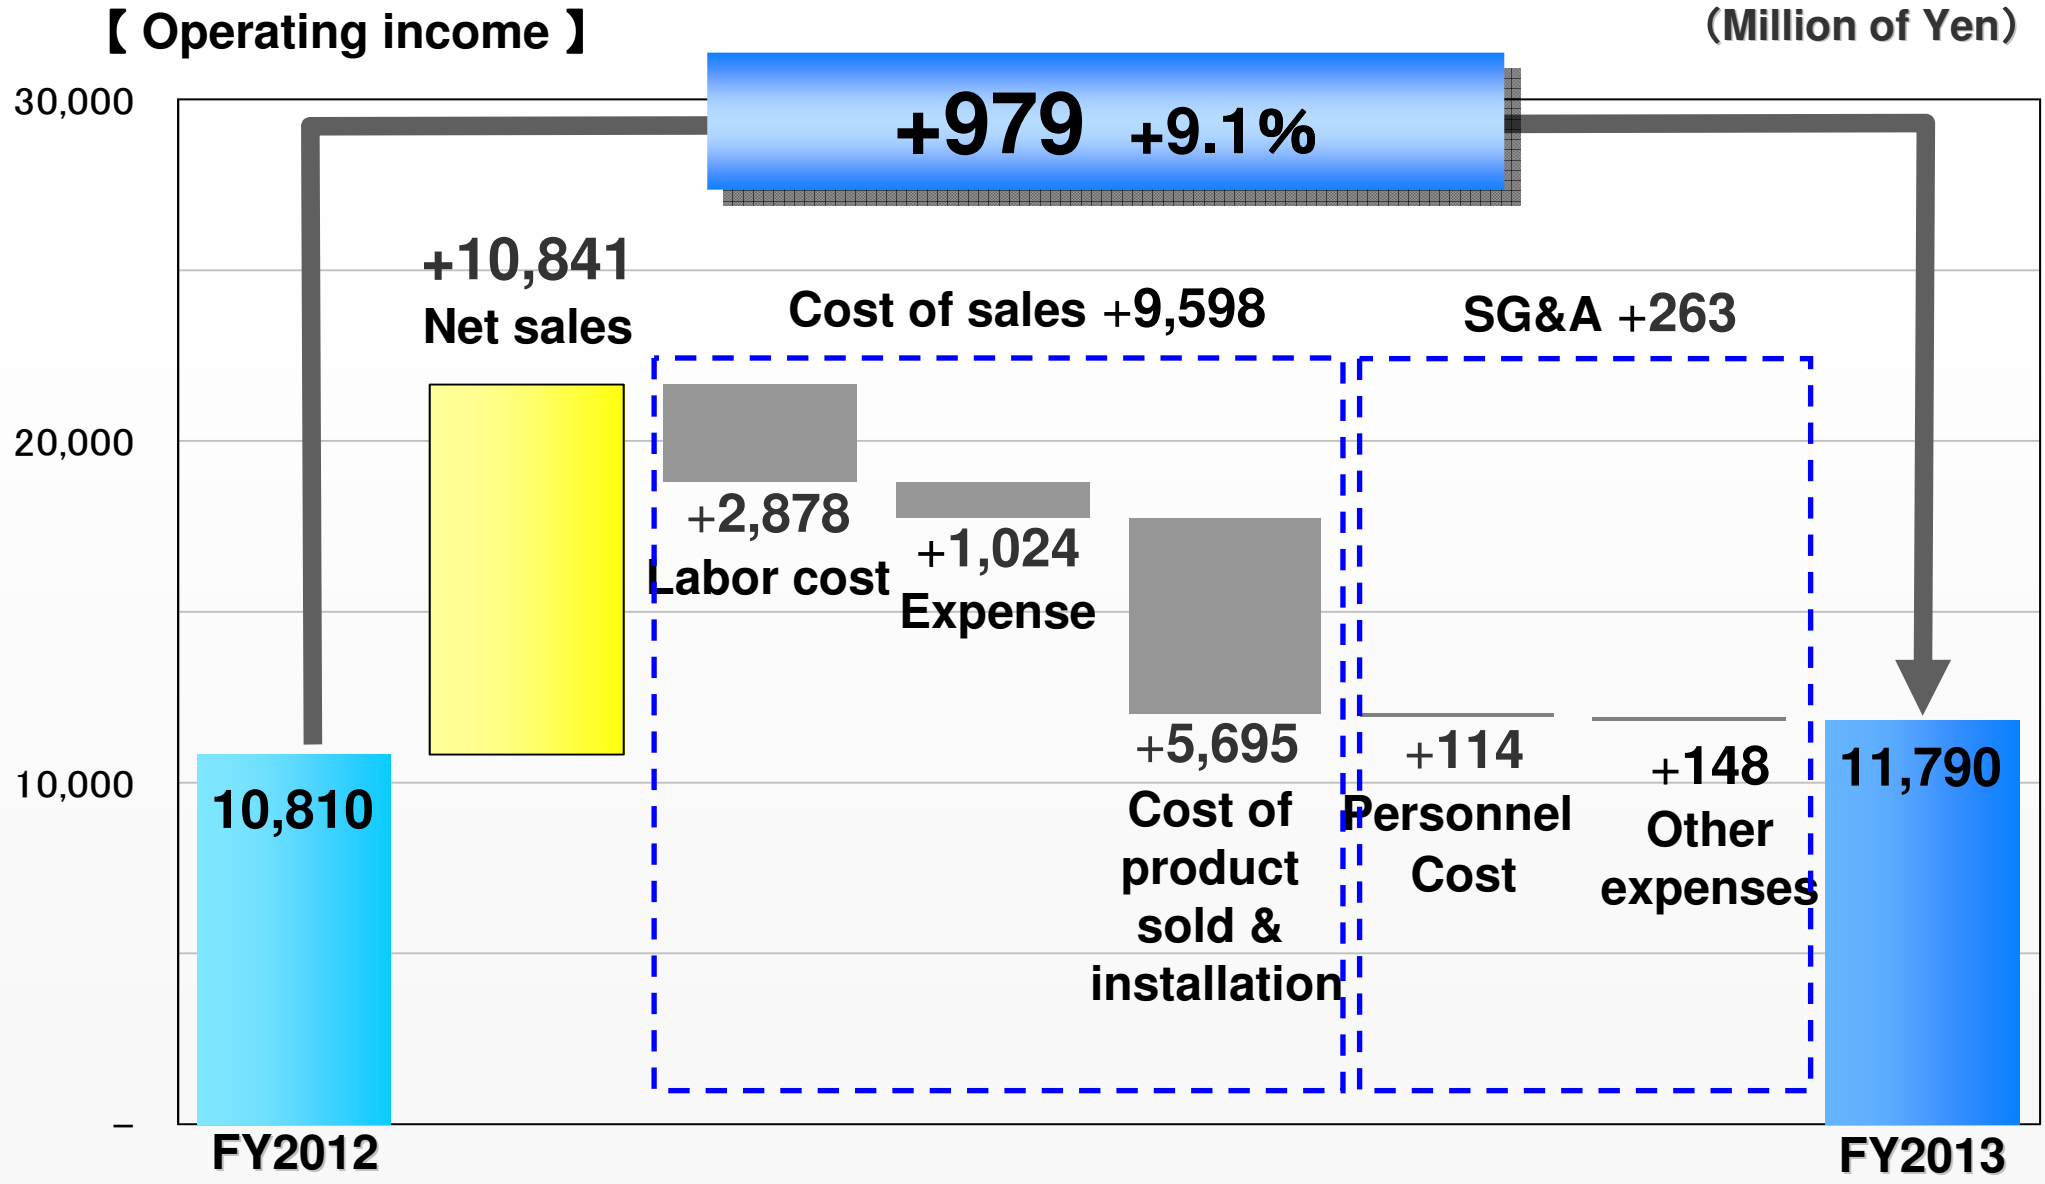 【 Operating income 】
（Million of Yen）
+979 +9.1%
30,000
20,000
10,000
–
+10,841
Net sales
Cost of sales +9,598
SG&A +263
+2,878
Labor cost
+1,024
Expense
+5,695
Cost of
product
sold &
installation
+114
Personnel
Cost
+148
Other
expenses
10,810
11,790
FY2012
FY2013